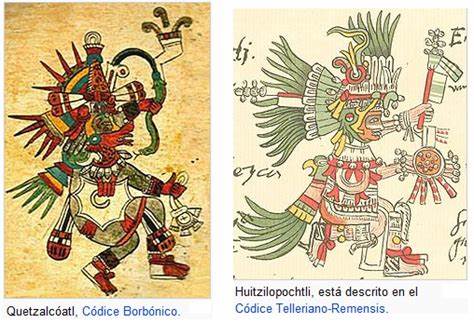 Quetzalcóatl, Códice Borbónico.
Huitzilopochtli, está descrito en el
Códice Telleriano-Remensis.